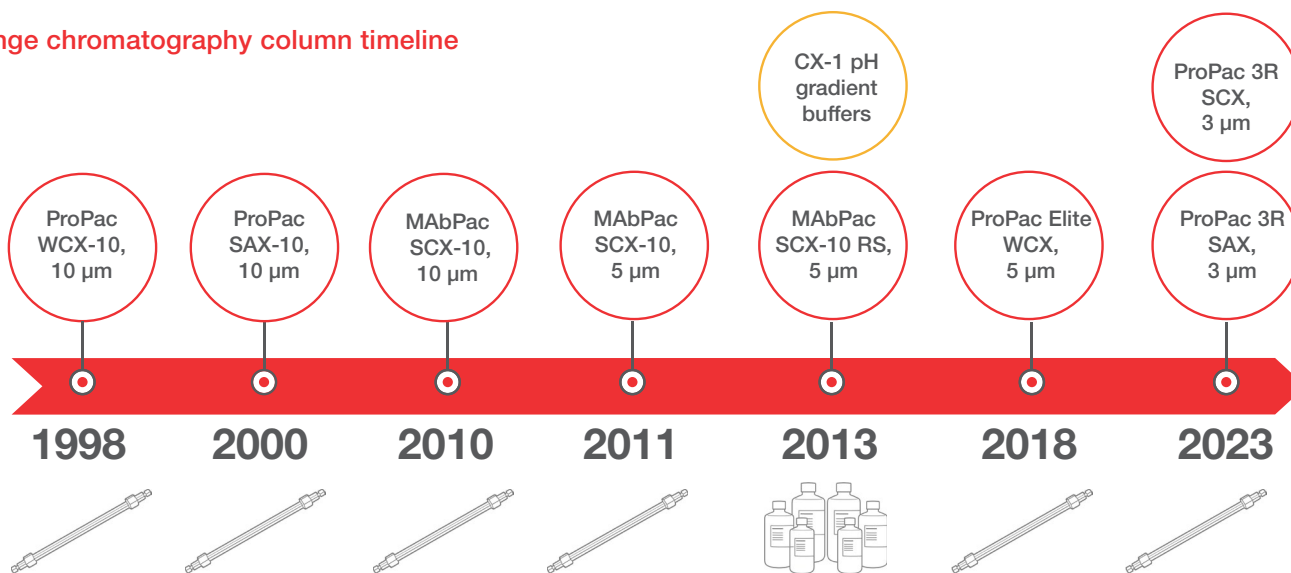 nge chromatography column timeline
CX-1 pH
gradient
buffers
ProPac 3R
SCX,
3 µm
ProPac
WCX-10,
10 µm
ProPac
SAX-10,
10 µm
MAbPac
SCX-10,
10 µm
MAbPac
SCX-10,
5 µm
MAbPac
SCX-10 RS,
5 µm
ProPac Elite
WCX,
5 µm
ProPac 3R
SAX,
3 µm
1998
2000
2010
2011
2013
2018
2023